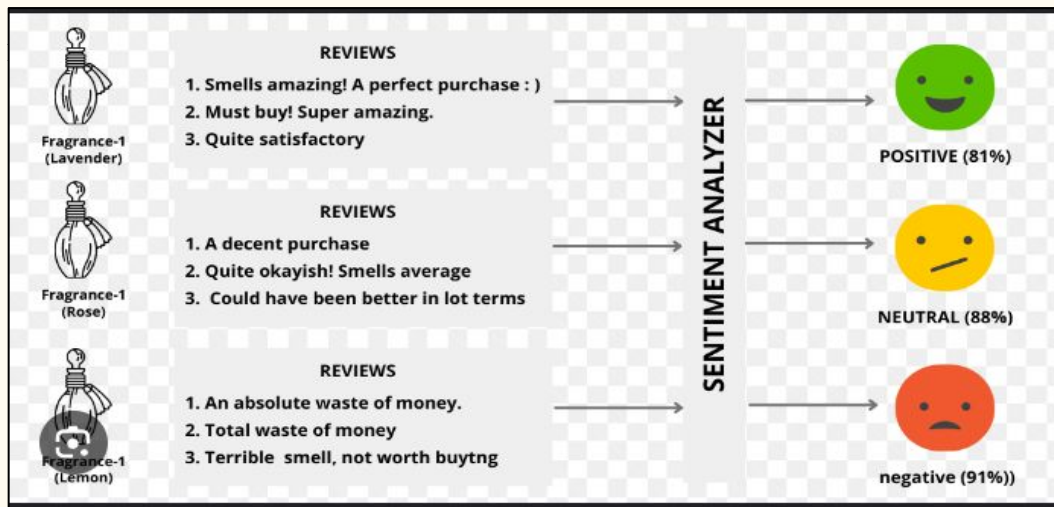 REVIEWS
1. Smells amazing! A perfect purchase : )
2. Must buy! Super amazing.
3. Quite satisfactory
Fragrance-1
(Lavender)
POSITIVE (81%)
REVIEWS
1. A decent purchase
2. Quite okayish! Smells average
3. Could have been better in lot terms
Fragrance-1
(Rose)
NEUTRAL (88%)
REVIEWS
1. An absolute waste of money.
2. Total waste of money
3. Terrible smell, not worth buytng
Fragrance-1
(Lemon)
negative (91%))
SENTIMENT ANALYZER